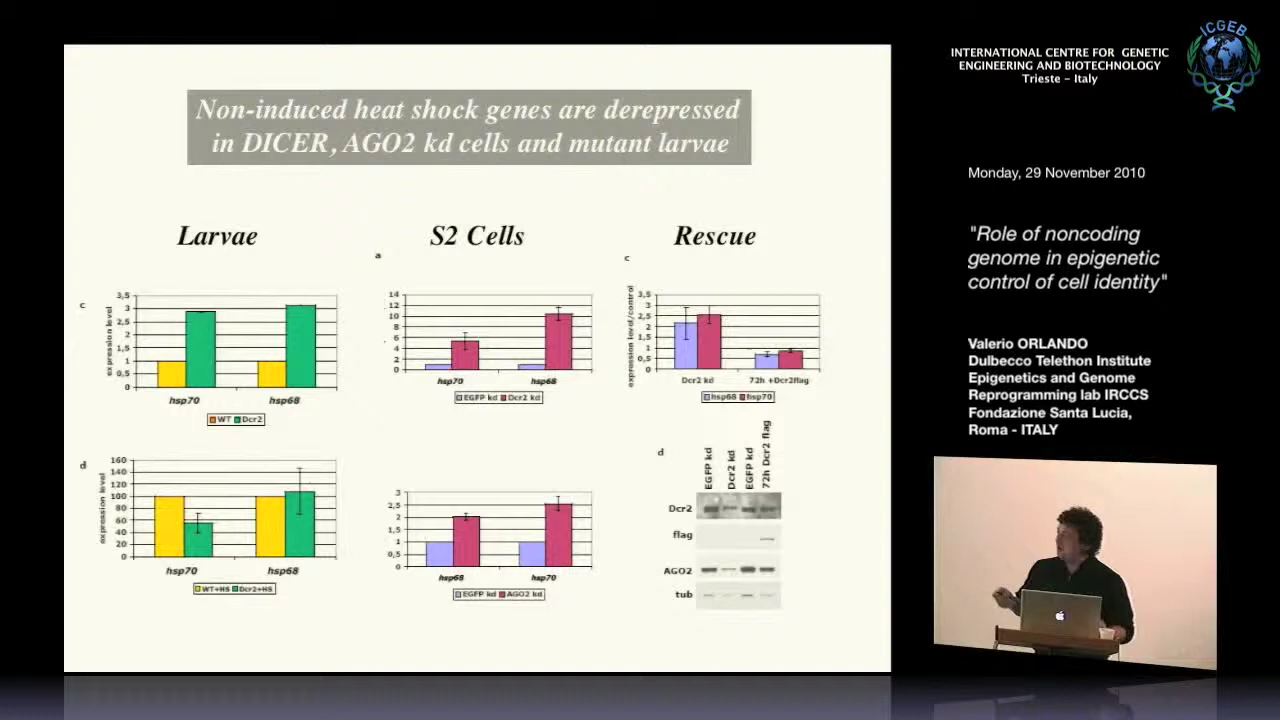 Non-induced heat shock genes are derepressed
in DICER, AGO2 kd cells and mutant larvae
Larvae
S2 Cells
Rescue
c
expression level
3,5
3
2,5
2
1,5
1
0,5
0
hsp70
hsp68
WT
Dcr2
d
expression level
160
140
120
100
80
60
40
20
0
hsp70
hsp68
WT+HS
Dcr2+HS
a
14
12
10
8
6
4
2
0
hsp70
hsp68
EGFP kd
Dcr2 kd
3
2,5
2
1,5
1
0,5
0
hsp68
hsp70
EGFP kd
AGO2 kd
c
expression level/control
3,5
3
2,5
2
1,5
1
0,5
0
Dcr2 kd
72h +Dcr2flag
hsp68
hsp70
d
EGFP kd
Dcr2 kd
EGFP kd
72h Dcr2 flag
Dcr2
flag
AGO2
tub
INTERNATIONAL CENTRE FOR GENETIC
ENGINEERING AND BIOTECHNOLOGY
Trieste - Italy
ICGEB
Monday, 29 November 2010
"Role of noncoding
genome in epigenetic
control of cell identity"
Valerio ORLANDO
Dulbecco Telethon Institute
Epigenetics and Genome
Reprogramming lab IRCCS
Fondazione Santa Lucia,
Roma - ITALY